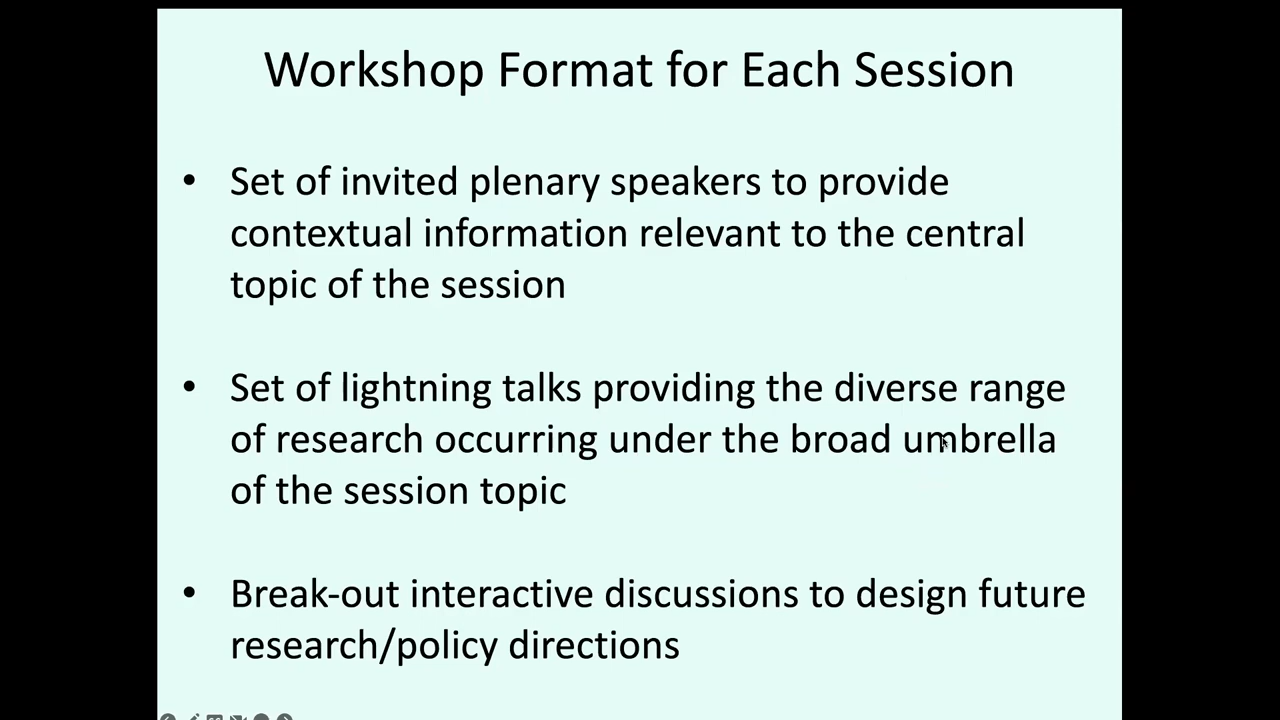 Workshop Format for Each Session
• Set of invited plenary speakers to provide
contextual information relevant to the central
topic of the session
• Set of lightning talks providing the diverse range
of research occurring under the broad umbrella
of the session topic
• Break-out interactive discussions to design future
research/policy directions